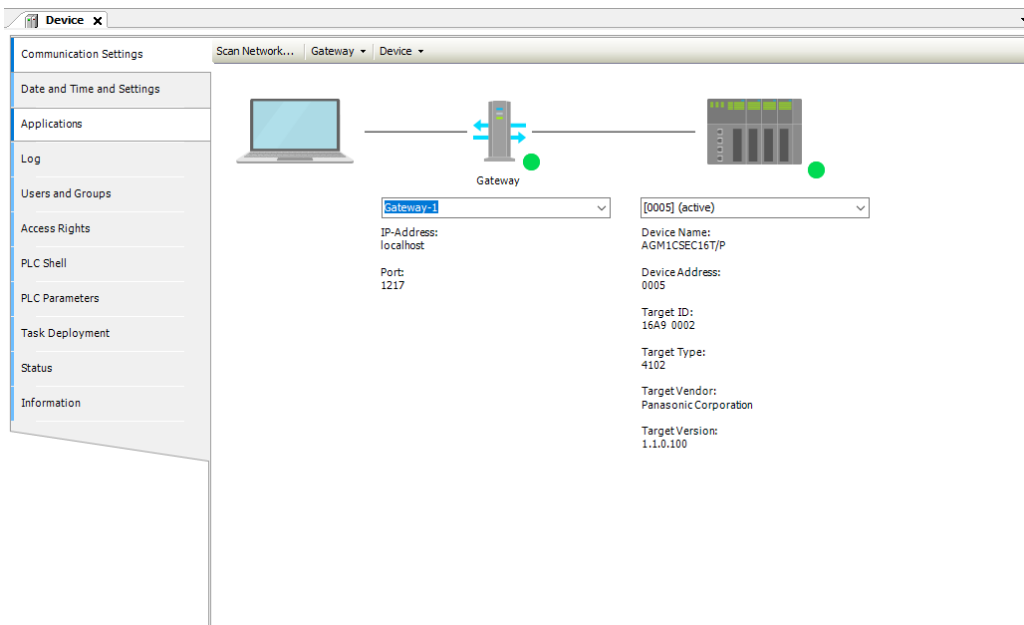 Device
Communication Settings
Scan Network...
Gateway
Device
Date and Time and Settings
Applications
Log
Users and Groups
Access Rights
PLC Shell
PLC Parameters
Task Deployment
Status
Information
Gateway
Gateway-1
IP-Address:
localhost
Port:
1217
[0005] (active)
Device Name:
AGM1CSEC16T/P
Device Address:
0005
Target ID:
16A9 0002
Target Type:
4102
Target Vendor:
Panasonic Corporation
Target Version:
1.1.0.100